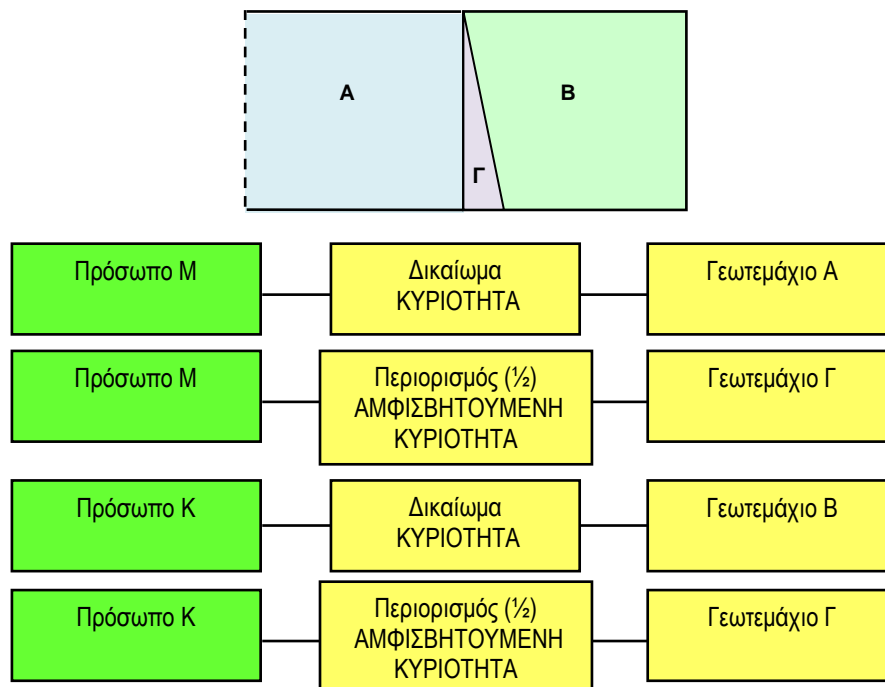 Α
Β
Γ
Πρόσωπο Μ
Δικαίωμα
ΚΥΡΙΟΤΗΤΑ
Γεωτεμάχιο Α
Πρόσωπο Μ
Περιορισμός (½)
ΑΜΦΙΣΒΗΤΟΥΜΕΝΗ
ΚΥΡΙΟΤΗΤΑ
Γεωτεμάχιο Γ
Πρόσωπο Κ
Δικαίωμα
ΚΥΡΙΟΤΗΤΑ
Γεωτεμάχιο Β
Πρόσωπο Κ
Περιορισμός (½)
ΑΜΦΙΣΒΗΤΟΥΜΕΝΗ
ΚΥΡΙΟΤΗΤΑ
Γεωτεμάχιο Γ